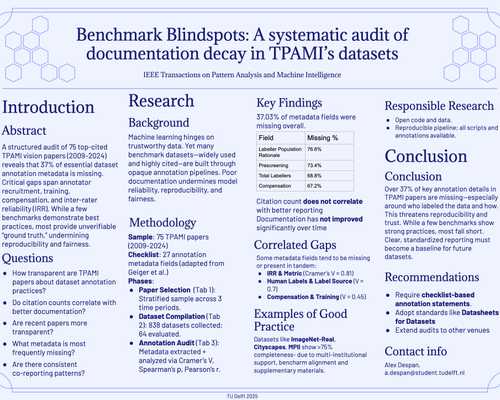 Benchmark Blindspots: A systematic audit of
documentation decay in TPAMI's datasets
IEEE Transactions on Pattern Analysis and Machine Intelligence
Introduction
Abstract
A structured audit of 75 top-cited
TPAMI vision papers (2009-2024)
reveals that 37% of essential dataset
annotation metadata is missing.
Critical gaps span annotator
recruitment, training,
compensation, and inter-rater
reliability (IRR). While a few
benchmarks demonstrate best
practices, most provide unverifiable
"ground truth," undermining
reproducibility and fairness.
Questions
● How transparent are TPAMI
papers about dataset annotation
practices?
● Do citation counts correlate with
better documentation?
● Are recent papers more
transparent?
● What metadata is most
frequently missing?
● Are there consistent
co-reporting patterns?
Research
Background
Machine learning hinges on
trustworthy data. Yet many
benchmark datasets—widely used
and highly cited—are built through
opaque annotation pipelines. Poor
documentation undermines model
reliability, reproducibility, and
fairness.
Methodology
Sample: 75 TPAMI papers
(2009–2024)
Checklist: 27 annotation
metadata fields (adapted from
Geiger et al.)
Phases:
● Paper Selection (Tab 1):
Stratified sample across 3
time periods.
● Dataset Compilation (Tab
2): 838 datasets collected;
64 evaluated.
● Annotation Audit (Tab 3):
Metadata extracted +
analyzed via Cramer's V,
Spearman's p, Pearson's r.
Key Findings
37.03% of metadata fields were
missing overall.
Field Missing %
Labeller Population Rationale 76.6%
Prescreening 73.4%
Total Labellers 68.8%
Compensation 67.2%
Citation count does not correlate
with better reporting
Documentation has not improved
significantly over time
Correlated Gaps
Some metadata fields tend to be missing
or present in tandem:
● IRR & Metric (Cramer's V = 0.81)
● Human Labels & Label Source (V =
0.7)
● Compensation & Training (V = 0.45)
Examples of Good
Practice
Datasets like ImageNet-Real,
Cityscapes, MPII show >75%
completeness- due to multi-institutional
support, bencharm alignment and
supplementary materials.
Responsible Research
● Open code and data.
● Reproducible pipeline; all scripts and
annotations available.
Conclusion
Conclusion
Over 37% of key annotation details in
TPAMI papers are missing—especially
around who labeled the data and how.
This threatens reproducibility and
trust. While a few benchmarks show
strong practices, most fall short.
Clear, standardized reporting must
become a baseline for future
datasets.
Recommendations
● Require checklist-based
annotation statements.
● Adopt standards like Datasheets
for Datasets
● Extend audits to other venues
Contact info
Alex Despan,
a.despan@student.tudelft.nl
TU Delft 2025